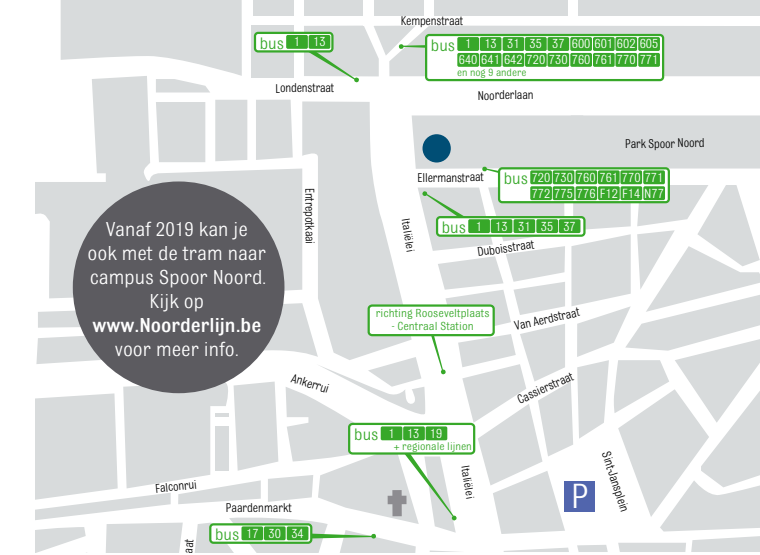 Kempenstraat
bus 1 13
bus 1 13 31 35 37 600 601 602 605
640 641 642 720 730 760 761 770 771
en nog 9 andere
Londenstraat
Noorderlaan
Park Spoor Noord
Ellermanstraat
bus 720 730 760 761 770 771
772 775 776 F12 F14 N77
Entrepotkaai
Italiëlei
bus 1 13 31 35 37
Duboisstraat
Vanaf 2019 kan je
ook met de tram naar
campus Spoor Noord.
Kijk op
www.Noorderlijn.be
voor meer info.
richting Rooseveltplaats
- Centraal Station
Van Aerdstraat
Ankerrui
Cassierstraat
bus 1 13 19
+ regionale lijnen
Italiëlei
Sint-Jansplein
Falconrui
P
Paardenmarkt
bus 17 30 34
aat